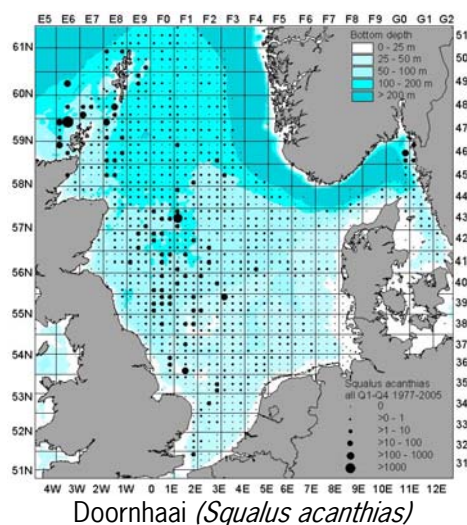 E5 E6 E7 E8 E9 F0 F1 F2 F3 F4 F5 F6 F7 F8 F9 G0 G1 G2
61N 51
Bottom depth
0 - 25 m
25 - 50 m
50 - 100 m
100 - 200 m
> 200 m
50
60N 49
48
59N 47
46
58N 45
44
57N 43
42
56N 41
40
55N 39
38
54N 37
36
53N 35
34
52N 33
32
51N 31
Squalus acanthias
all Q1-Q4 1977-2005
0
>0 - 1
>1 - 10
>10 - 100
>100 - 1000
>1000
4W 3W 2W 1W 0 1E 2E 3E 4E 5E 6E 7E 8E 9E 10E 11E 12E
Doornhaai (Squalus acanthias)